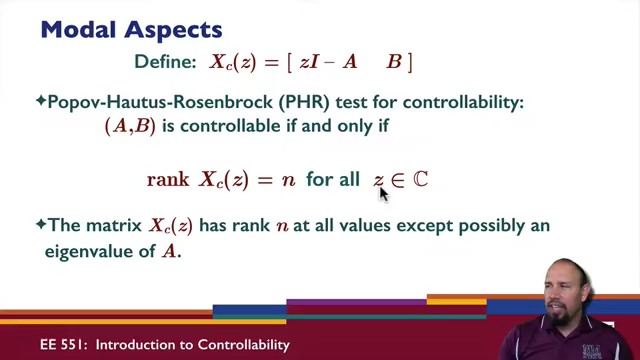 Modal Aspects
Define: X_c(z) = [ zI – A B ]
✦Popov-Hautus-Rosenbrock (PHR) test for controllability:
(A,B) is controllable if and only if
rank X_c(z) = n for all z ∈ ℂ
✦The matrix X_c(z) has rank n at all values except possibly an
eigenvalue of A.
EE 551: Introduction to Controllability